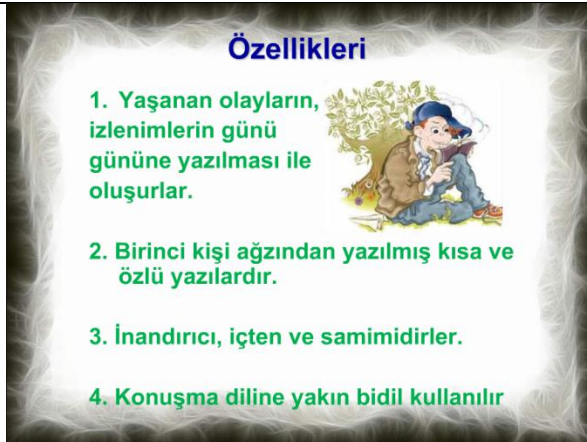 Özellikleri
1. Yaşanan olayların,
izlenimlerin günü
gününe yazılması ile
oluşurlar.
2. Birinci kişi ağzından yazılmış kısa ve
özlü yazılardır.
3. İnandırıcı, içten ve samimidirler.
4. Konuşma diline yakın bidil kullanılır